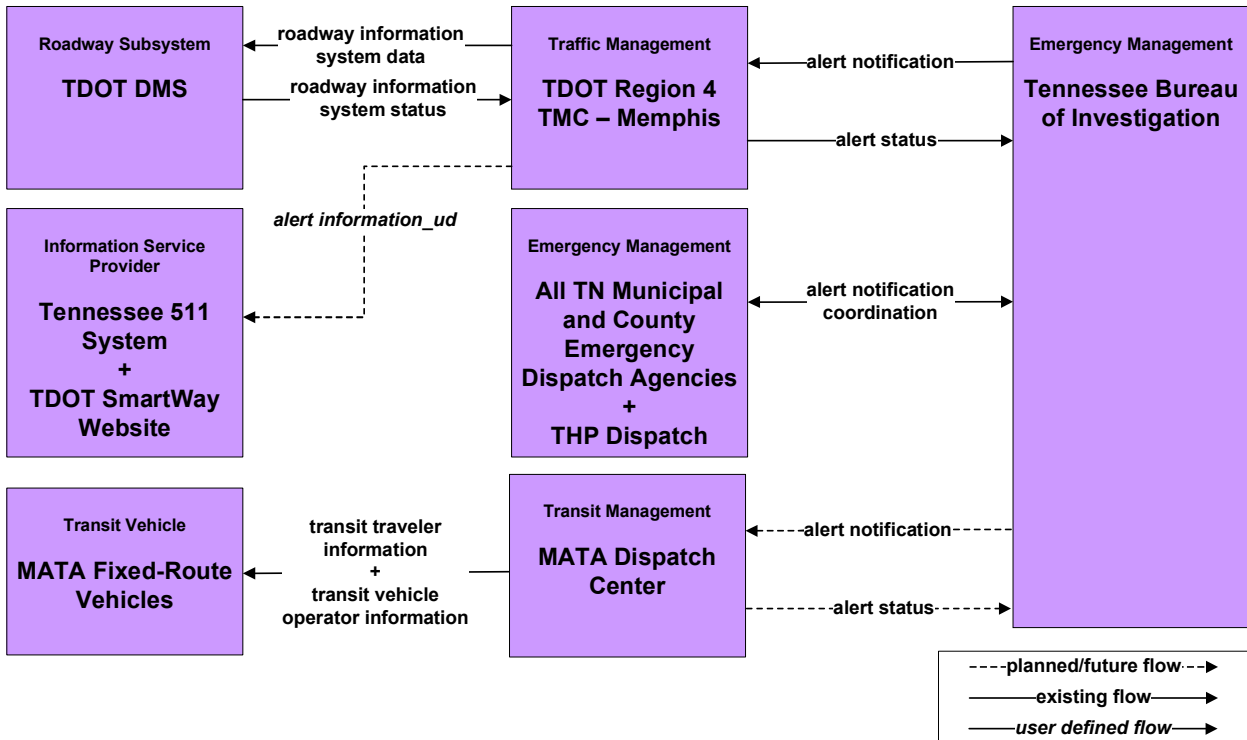 Roadway Subsystem
TDOT DMS
roadway information
system data
roadway information
system status
Traffic Management
TDOT Region 4
TMC – Memphis
alert notification
alert status
Emergency Management
Tennessee Bureau
of Investigation
alert information_ud
Information Service
Provider
Tennessee 511
System
+
TDOT SmartWay
Website
Emergency Management
All TN Municipal
and County
Emergency
Dispatch Agencies
+
THP Dispatch
alert notification
coordination
Transit Vehicle
MATA Fixed-Route
Vehicles
transit traveler
information
+
transit vehicle
operator information
Transit Management
MATA Dispatch
Center
alert notification
alert status
planned/future flow
existing flow
user defined flow